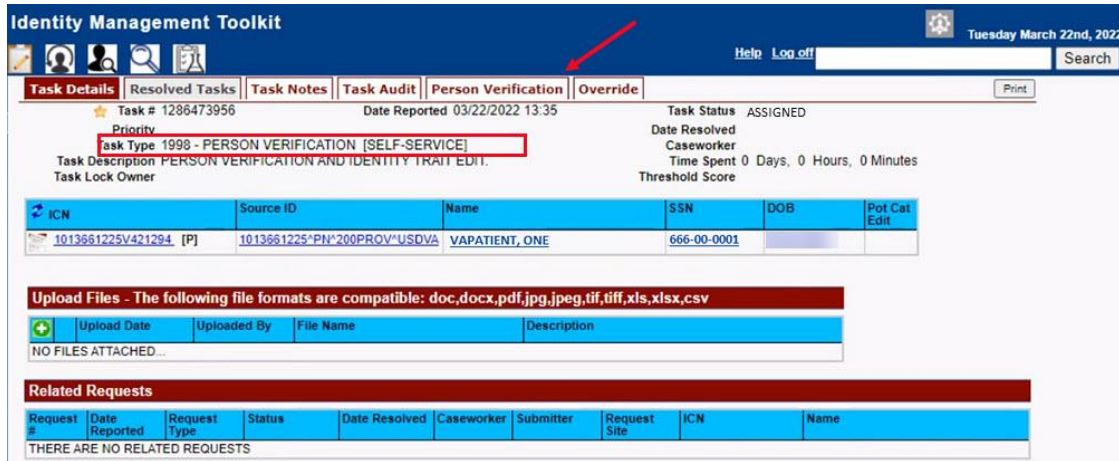 Identity Management Toolkit
Tuesday March 22nd, 2022
Help Log off Search
Task Details Resolved Tasks Task Notes Task Audit Person Verification Override Print
Task # 1286473956 Date Reported 03/22/2022 13:35 Task Status ASSIGNED
Priority Date Resolved
Task Type 1998 - PERSON VERIFICATION [SELF-SERVICE] Caseworker
Task Description PERSON VERIFICATION AND IDENTITY TRAIT EDIT. Time Spent 0 Days, 0 Hours, 0 Minutes
Task Lock Owner Threshold Score
ICN Source ID Name SSN DOB Pot Cat Edit
1013661225V421294 [P] 1013661225^PN^200PROV^USDVA VAPATIENT, ONE 666-00-0001
Upload Files - The following file formats are compatible: doc,docx,pdf,jpg,jpeg,tif,tiff,xls,xlsx,csv
Upload Date Uploaded By File Name Description
NO FILES ATTACHED...
Related Requests
Request # Date Reported Request Type Status Date Resolved Caseworker Submitter Request Site ICN Name
THERE ARE NO RELATED REQUESTS